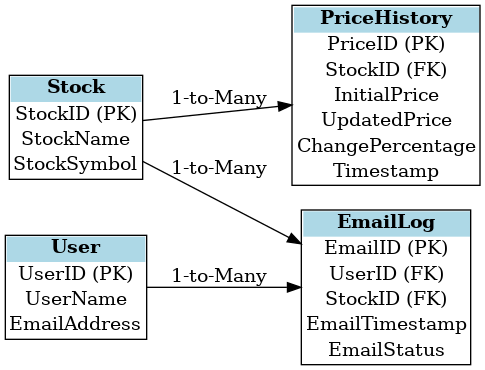 Stock
StockID (PK)
StockName
StockSymbol
User
UserID (PK)
UserName
EmailAddress
1-to-Many
1-to-Many
1-to-Many
PriceHistory
PriceID (PK)
StockID (FK)
InitialPrice
UpdatedPrice
ChangePercentage
Timestamp
EmailLog
EmailID (PK)
UserID (FK)
StockID (FK)
EmailTimestamp
EmailStatus